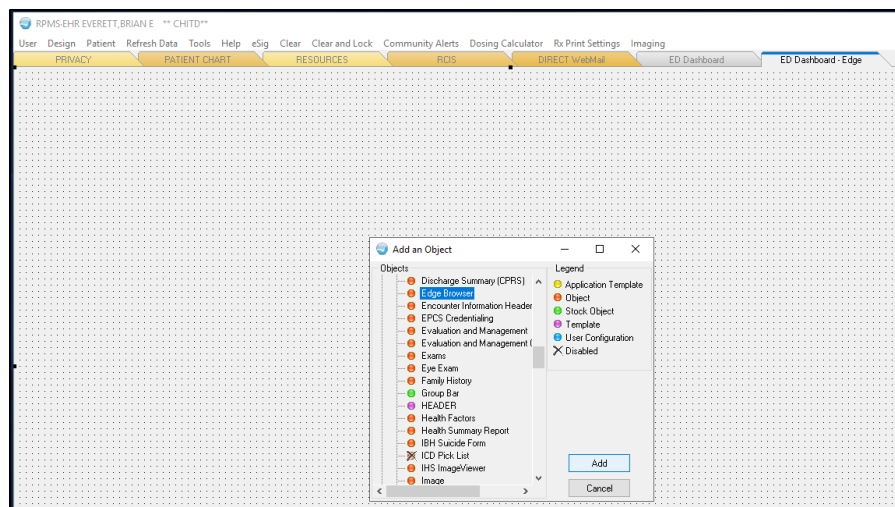 RPMS-EHR EVERETT,BRIAN E ** CHITD**
User Design Patient Refresh Data Tools Help eSig Clear Clear and Lock Community Alerts Dosing Calculator Rx Print Settings Imaging
PRIVACY PATIENT CHART RESOURCES RCIS DIRECT WebMail ED Dashboard ED Dashboard - Edge
Add an Object
Objects
Discharge Summary (CPRS)
Edge Browser
Encounter Information Header
EPCS Credentialing
Evaluation and Management
Evaluation and Management (
Exams
Eye Exam
Family History
Group Bar
HEADER
Health Factors
Health Summary Report
IBH Suicide Form
ICD Pick List
IHS ImageViewer
Image
Legend
Application Template
Object
Stock Object
Template
User Configuration
Disabled
Add
Cancel